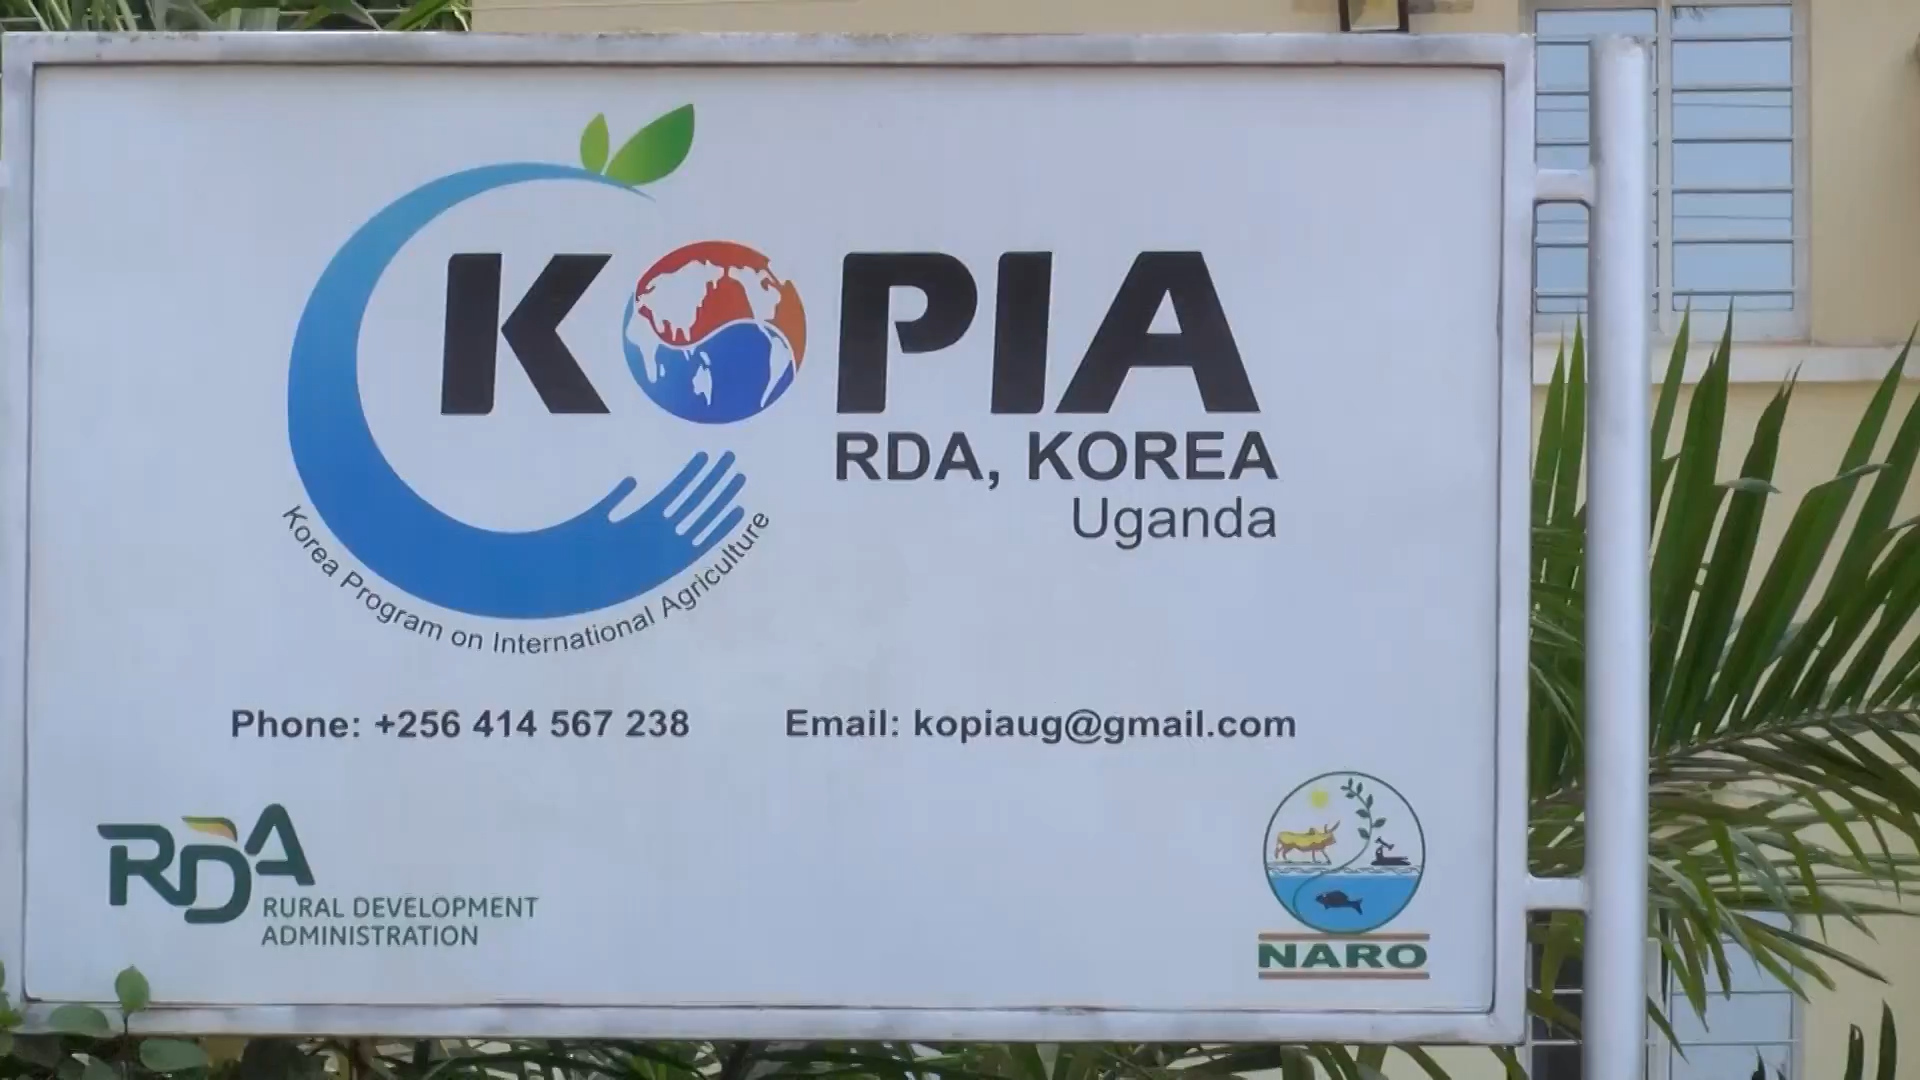 KOPIA
RDA, KOREA
Uganda
Korea Program on International Agriculture
Phone: +256 414 567 238 Email: kopiaug@gmail.com
RDA
RURAL DEVELOPMENT
ADMINISTRATION
NARO